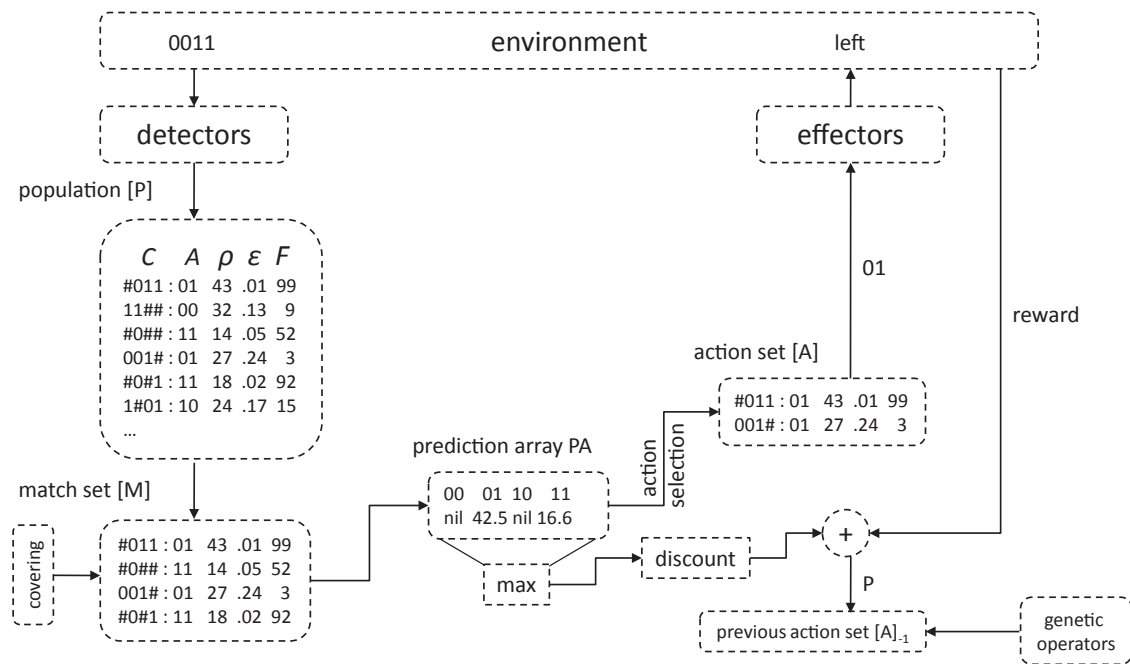 0011 environment left
detectors
effectors
population [P]
C A ρ ε F
#011 : 01 43 .01 99
11## : 00 32 .13 9
#0## : 11 14 .05 52
001# : 01 27 .24 3
#0#1 : 11 18 .02 92
1#01 : 10 24 .17 15
...
01
reward
action set [A]
#011 : 01 43 .01 99
001# : 01 27 .24 3
action
selection
prediction array PA
00 01 10 11
nil 42.5 nil 16.6
match set [M]
covering
#011 : 01 43 .01 99
#0## : 11 14 .05 52
001# : 01 27 .24 3
#0#1 : 11 18 .02 92
max
discount
+
P
previous action set [A]-1
genetic
operators